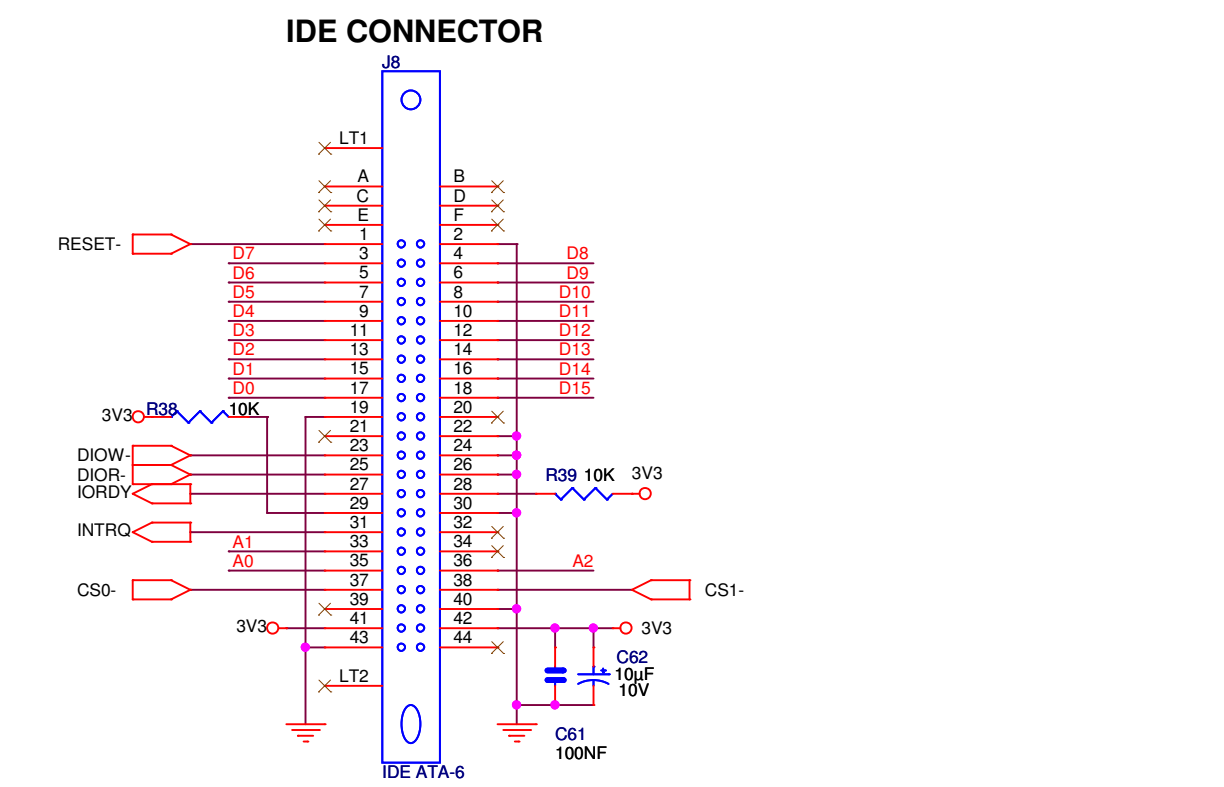 IDE CONNECTOR
J8
LT1
A B
C D
E F
RESET- 1 2
D7 3 4 D8
D6 5 6 D9
D5 7 8 D10
D4 9 10 D11
D3 11 12 D12
D2 13 14 D13
D1 15 16 D14
D0 17 18 D15
3V3 R38 10K 19 20
21 22
DIOW- 23 24
DIOR- 25 26 R39 10K 3V3
IORDY 27 28
29 30
INTRQ 31 32
A1 33 34
A0 35 36 A2
CS0- 37 38 CS1-
39 40
3V3 41 42 3V3
43 44
C62
LT2 10µF
10V
C61
100NF
IDE ATA-6